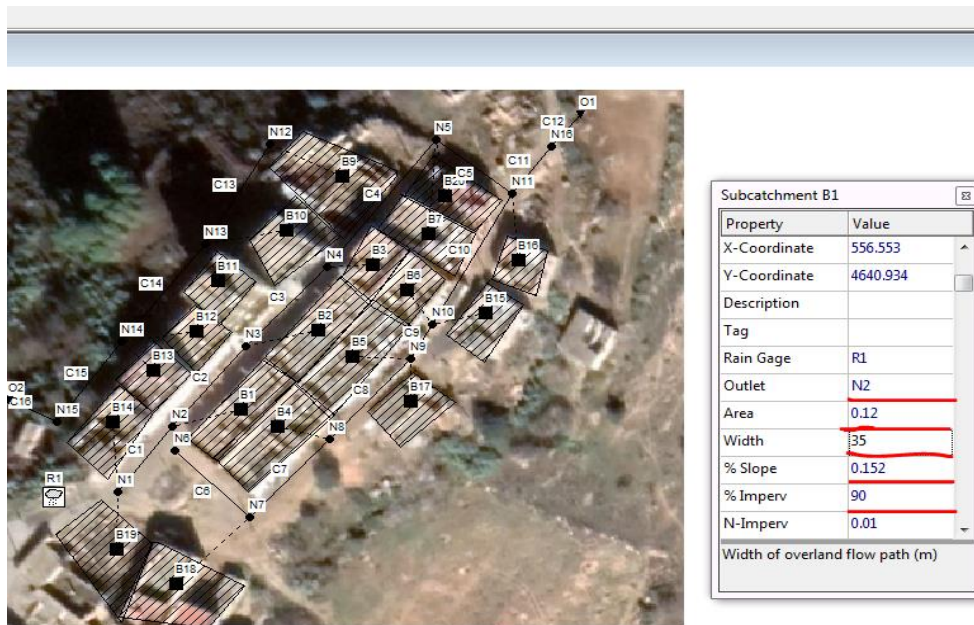 O1
C12
N16
N12
N5
C11
B9
C5
C13
C4
B20
N11
B10
B7
N13
C10
N4
B3
B16
B11
C14
C3
B6
B15
N14
B12
B2
N10
N3
C9
B13
B5
N9
C15
C2
O2
C16
B14
B1
C8
B17
N15
N2
B4
C1
N6
N8
R1
C7
N1
C6
N7
B19
B18
Subcatchment B1
Property Value
X-Coordinate 556.553
Y-Coordinate 4640.934
Description
Tag
Rain Gage R1
Outlet N2
Area 0.12
Width 35
% Slope 0.152
% Imperv 90
N-Imperv 0.01
Width of overland flow path (m)